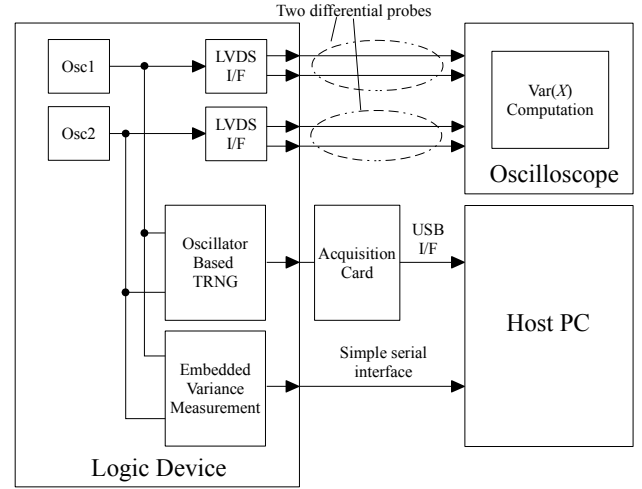 Two differential probes
Osc1
LVDS
I/F
Osc2
LVDS
I/F
Var(X)
Computation
Oscilloscope
Oscillator
Based
TRNG
Acquisition
Card
USB
I/F
Host PC
Embedded
Variance
Measurement
Simple serial
interface
Logic Device